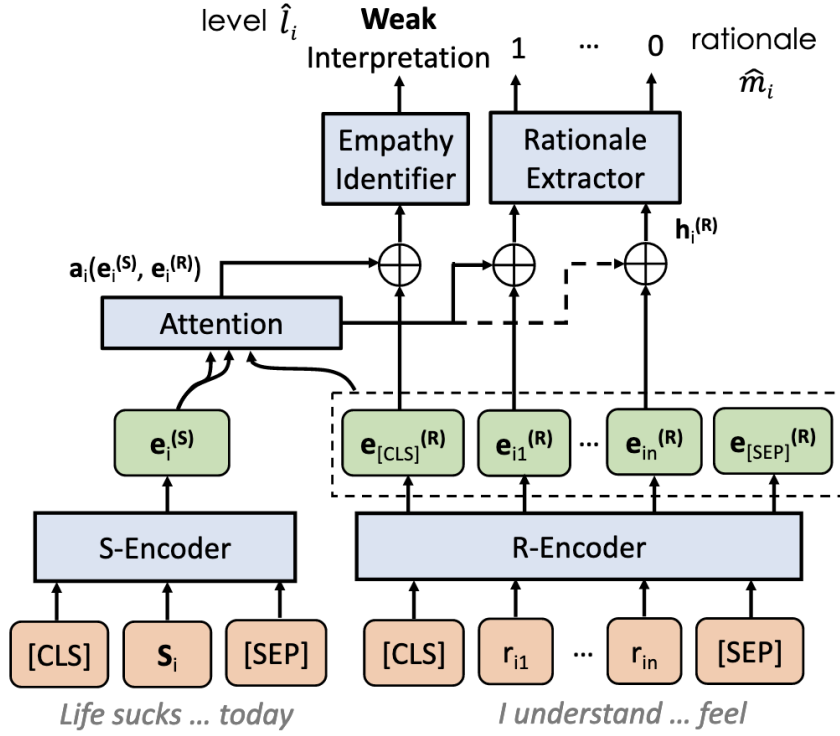 level l̂ᵢ Weak Interpretation 1 ... 0 rationale m̂ᵢ
Empathy Identifier
Rationale Extractor
hᵢ⁽ᴿ⁾
aᵢ(eᵢ⁽ˢ⁾, eᵢ⁽ᴿ⁾)
Attention
eᵢ⁽ˢ⁾ e[CLS]⁽ᴿ⁾ eᵢ₁⁽ᴿ⁾ ... eᵢₙ⁽ᴿ⁾ e[SEP]⁽ᴿ⁾
S-Encoder R-Encoder
[CLS] Sᵢ [SEP] [CLS] rᵢ₁ ... rᵢₙ [SEP]
Life sucks ... today I understand ... feel